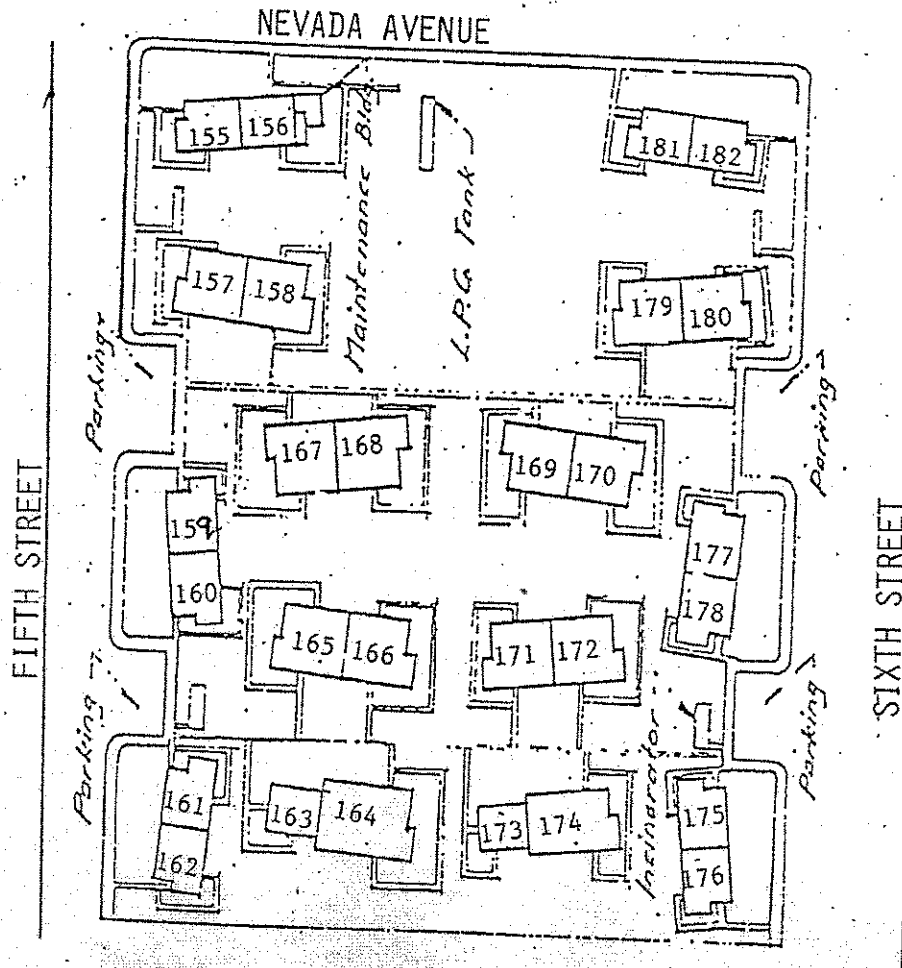 NEVADA AVENUE
155 156
181 182
Maintenance Bldg
L.P.G Tank
157 158
179 180
Parking
Parking
167 168
169 170
FIFTH STREET
159
160
177
178
SIXTH STREET
165 166
171 172
Parking
Parking
Incinarator
161
162
163 164
173 174
175
176